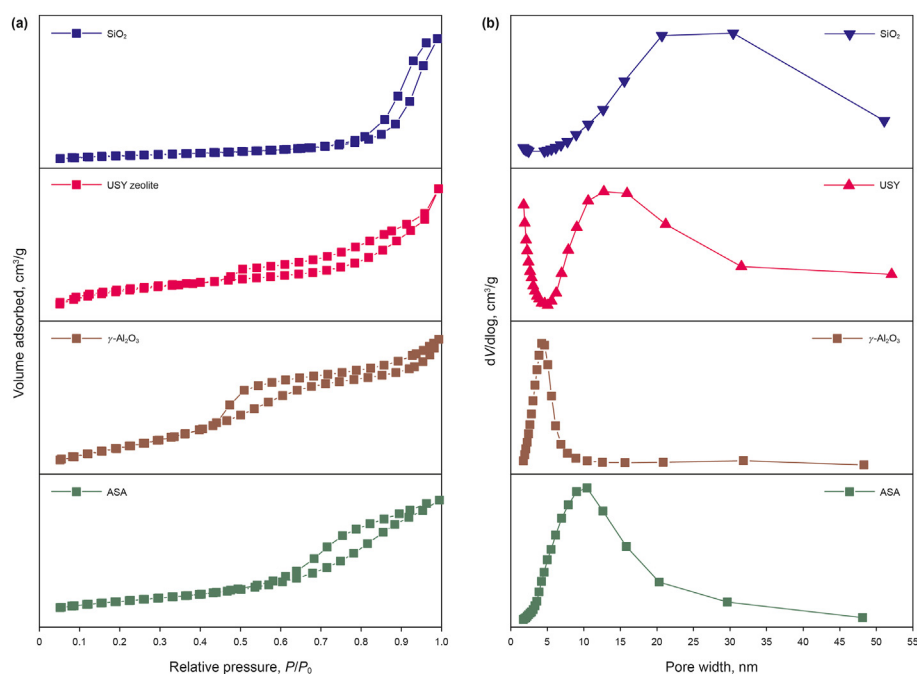 (a)
SiO₂
USY zeolite
γ-Al₂O₃
ASA
Volume adsorbed, cm³/g
0 0.1 0.2 0.3 0.4 0.5 0.6 0.7 0.8 0.9 1.0
Relative pressure, P/P₀
(b)
SiO₂
USY
γ-Al₂O₃
ASA
dV/dlog, cm³/g
0 5 10 15 20 25 30 35 40 45 50 55
Pore width, nm